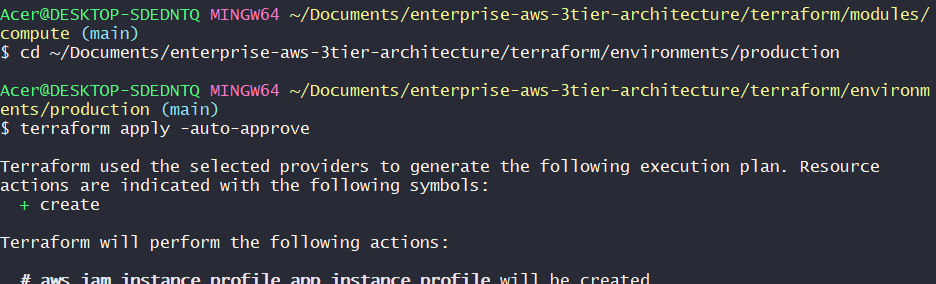 Acer@DESKTOP-SDEDNTQ MINGW64 ~/Documents/enterprise-aws-3tier-architecture/terraform/modules/
compute (main)
$ cd ~/Documents/enterprise-aws-3tier-architecture/terraform/environments/production
Acer@DESKTOP-SDEDNTQ MINGW64 ~/Documents/enterprise-aws-3tier-architecture/terraform/environm
ents/production (main)
$ terraform apply -auto-approve
Terraform used the selected providers to generate the following execution plan. Resource
actions are indicated with the following symbols:
+ create
Terraform will perform the following actions:
# aws_iam_instance_profile.app_instance_profile will be created